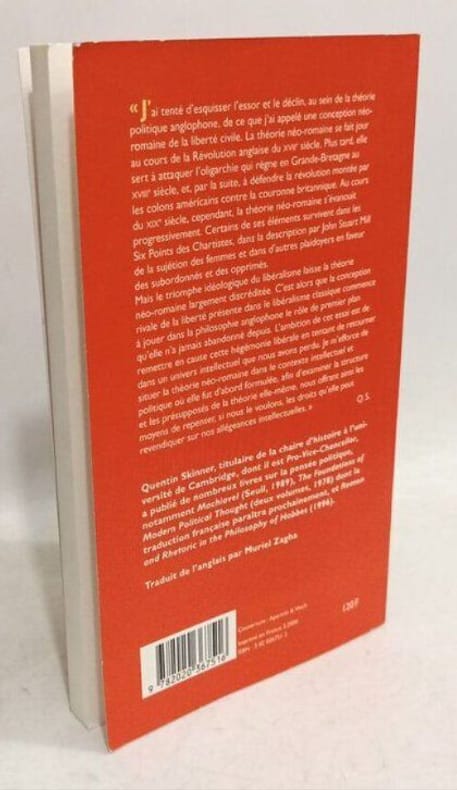 « J'ai tenté d'esquisser l'essor et le déclin, au sein de la théorie
politique anglophone, de ce que j'ai appelé une conception néo-
romaine de la liberté civile. La théorie néo-romaine se fait jour
au cours de la Révolution anglaise du XVIIᵉ siècle. Plus tard, elle
sert à attaquer l'oligarchie qui règne en Grande-Bretagne au
XVIIIᵉ siècle, et, par la suite, à défendre la révolution montée par
les colons américains contre la couronne britannique. Au cours
du XIXᵉ siècle, cependant, la théorie néo-romaine s'évanouit
progressivement. Certains de ses éléments survivent dans les
Six Points des Chartistes, dans la description par John Stuart Mill
de la sujétion des femmes et dans d'autres plaidoyers en faveur
des subordonnés et des opprimés.
Mais le triomphe idéologique du libéralisme laisse la théorie
néo-romaine largement discréditée. C'est alors que la conception
rivale de la liberté présente dans le libéralisme classique commence
à jouer dans la philosophie anglophone le rôle de premier plan
qu'elle n'a jamais abandonné depuis. L'ambition de cet essai est de
remettre en cause cette hégémonie libérale en tentant de retourner
dans un univers intellectuel que nous avons perdu. Je m'efforce de
situer la théorie néo-romaine dans le contexte intellectuel et
politique où elle fut d'abord formulée, afin d'examiner la structure
et les présupposés de la théorie elle-même, nous offrant ainsi les
moyens de repenser, si nous le voulons, les droits qu'elle peut
revendiquer sur nos allégeances intellectuelles. »
Q.S.
Quentin Skinner, titulaire de la chaire d'histoire à l'uni-
versité de Cambridge, dont il est Pro-Vice-Chancellor,
a publié de nombreux livres sur la pensée politique,
notamment Machiavel (Seuil, 1989), The Foundations of
Modern Political Thought (deux volumes, 1978) dont la
traduction française paraîtra prochainement, et Reason
and Rhetoric in the Philosophy of Hobbes (1996).
Traduit de l'anglais par Muriel Zagha
Couverture : Apeloig &
Imprimé en France 3.2000
ISBN
120 F
9 782020 367516